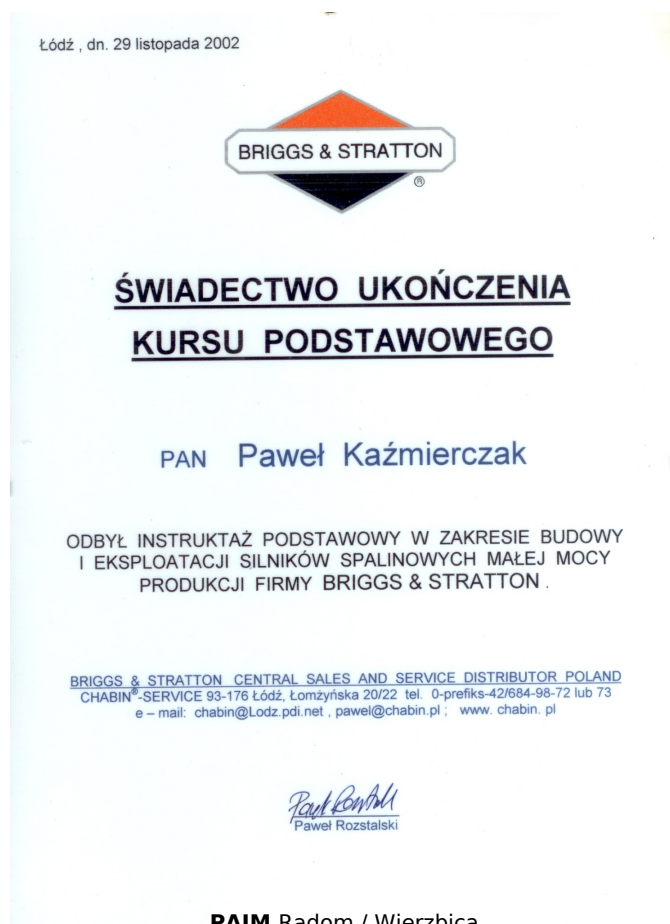 Łódź , dn. 29 listopada 2002
BRIGGS & STRATTON
®
ŚWIADECTWO UKOŃCZENIA
KURSU PODSTAWOWEGO
PAN Paweł Kaźmierczak
ODBYŁ INSTRUKTAŻ PODSTAWOWY W ZAKRESIE BUDOWY
I EKSPLOATACJI SILNIKÓW SPALINOWYCH MAŁEJ MOCY
PRODUKCJI FIRMY BRIGGS & STRATTON .
BRIGGS & STRATTON CENTRAL SALES AND SERVICE DISTRIBUTOR POLAND
CHABIN®-SERVICE 93-176 Łódź, Łomżyńska 20/22 tel. 0-prefiks-42/684-98-72 lub 73
e – mail: chabin@Lodz.pdi.net , pawel@chabin.pl ; www. chabin. pl
Paweł Rozstalski
PAJM Radom / Wierzbica